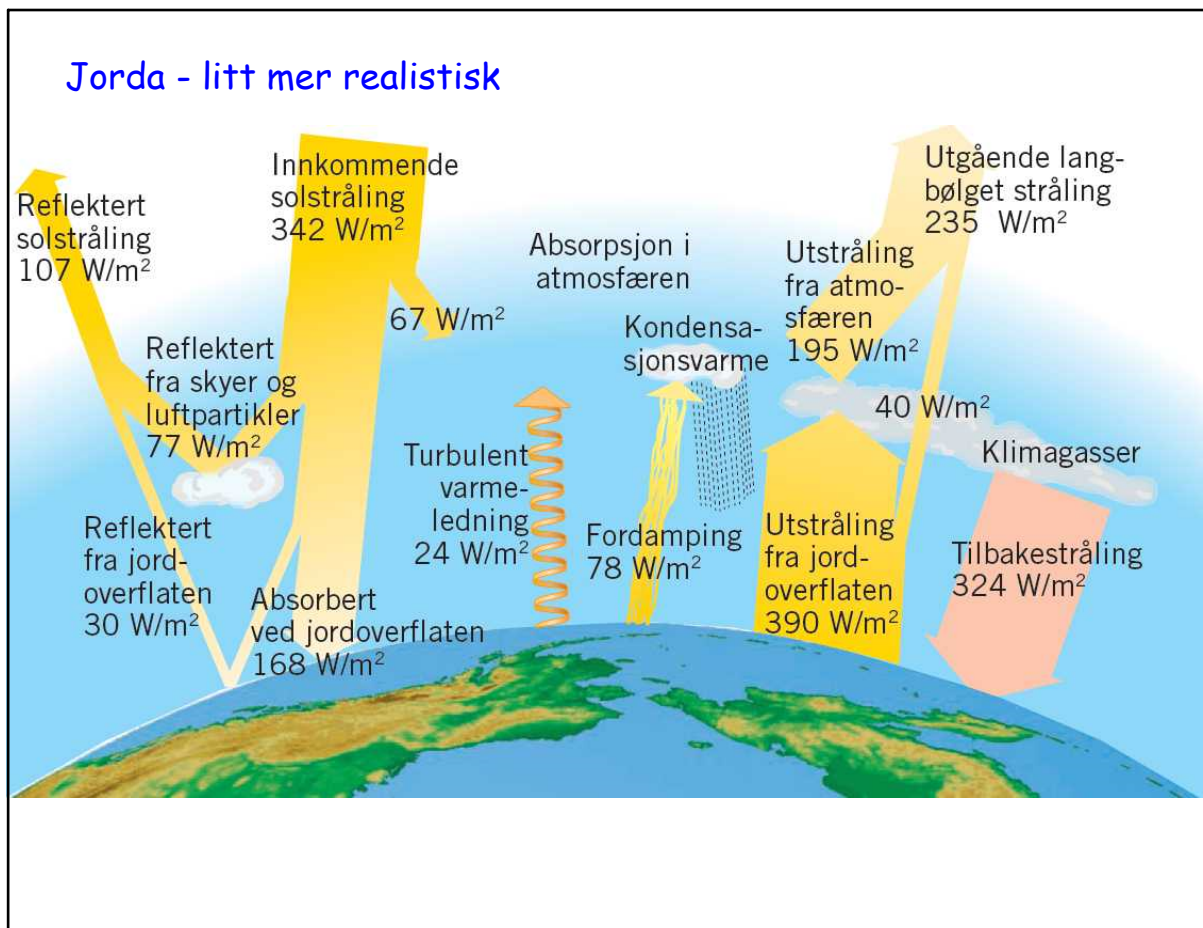 Jorda - litt mer realistisk
Reflektert
solstråling
107 W/m²
Innkommende
solstråling
342 W/m²
67 W/m²
Reflektert
fra skyer og
luftpartikler
77 W/m²
Reflektert
fra jord-
overflaten
30 W/m²
Absorbert
ved jordoverflaten
168 W/m²
Absorpsjon i
atmosfæren
Turbulent
varme-
ledning
24 W/m²
Kondensa-
sjonsvarme
Fordamping
78 W/m²
Utstråling
fra atmo-
sfæren
195 W/m²
Utgående lang-
bølget stråling
235 W/m²
40 W/m²
Klimagasser
Utstråling
fra jord-
overflaten
390 W/m²
Tilbakestråling
324 W/m²